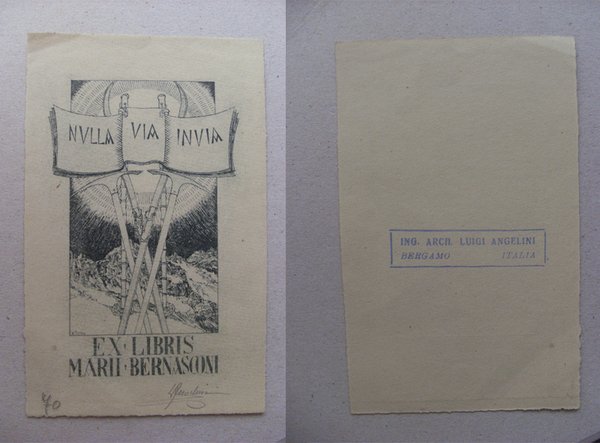 NVLLA VIA INVIA
EX · LIBRIS
MARII · BERNASCONI
70
ING. ARCH. LUIGI ANGELINI
BERGAMO ITALIA